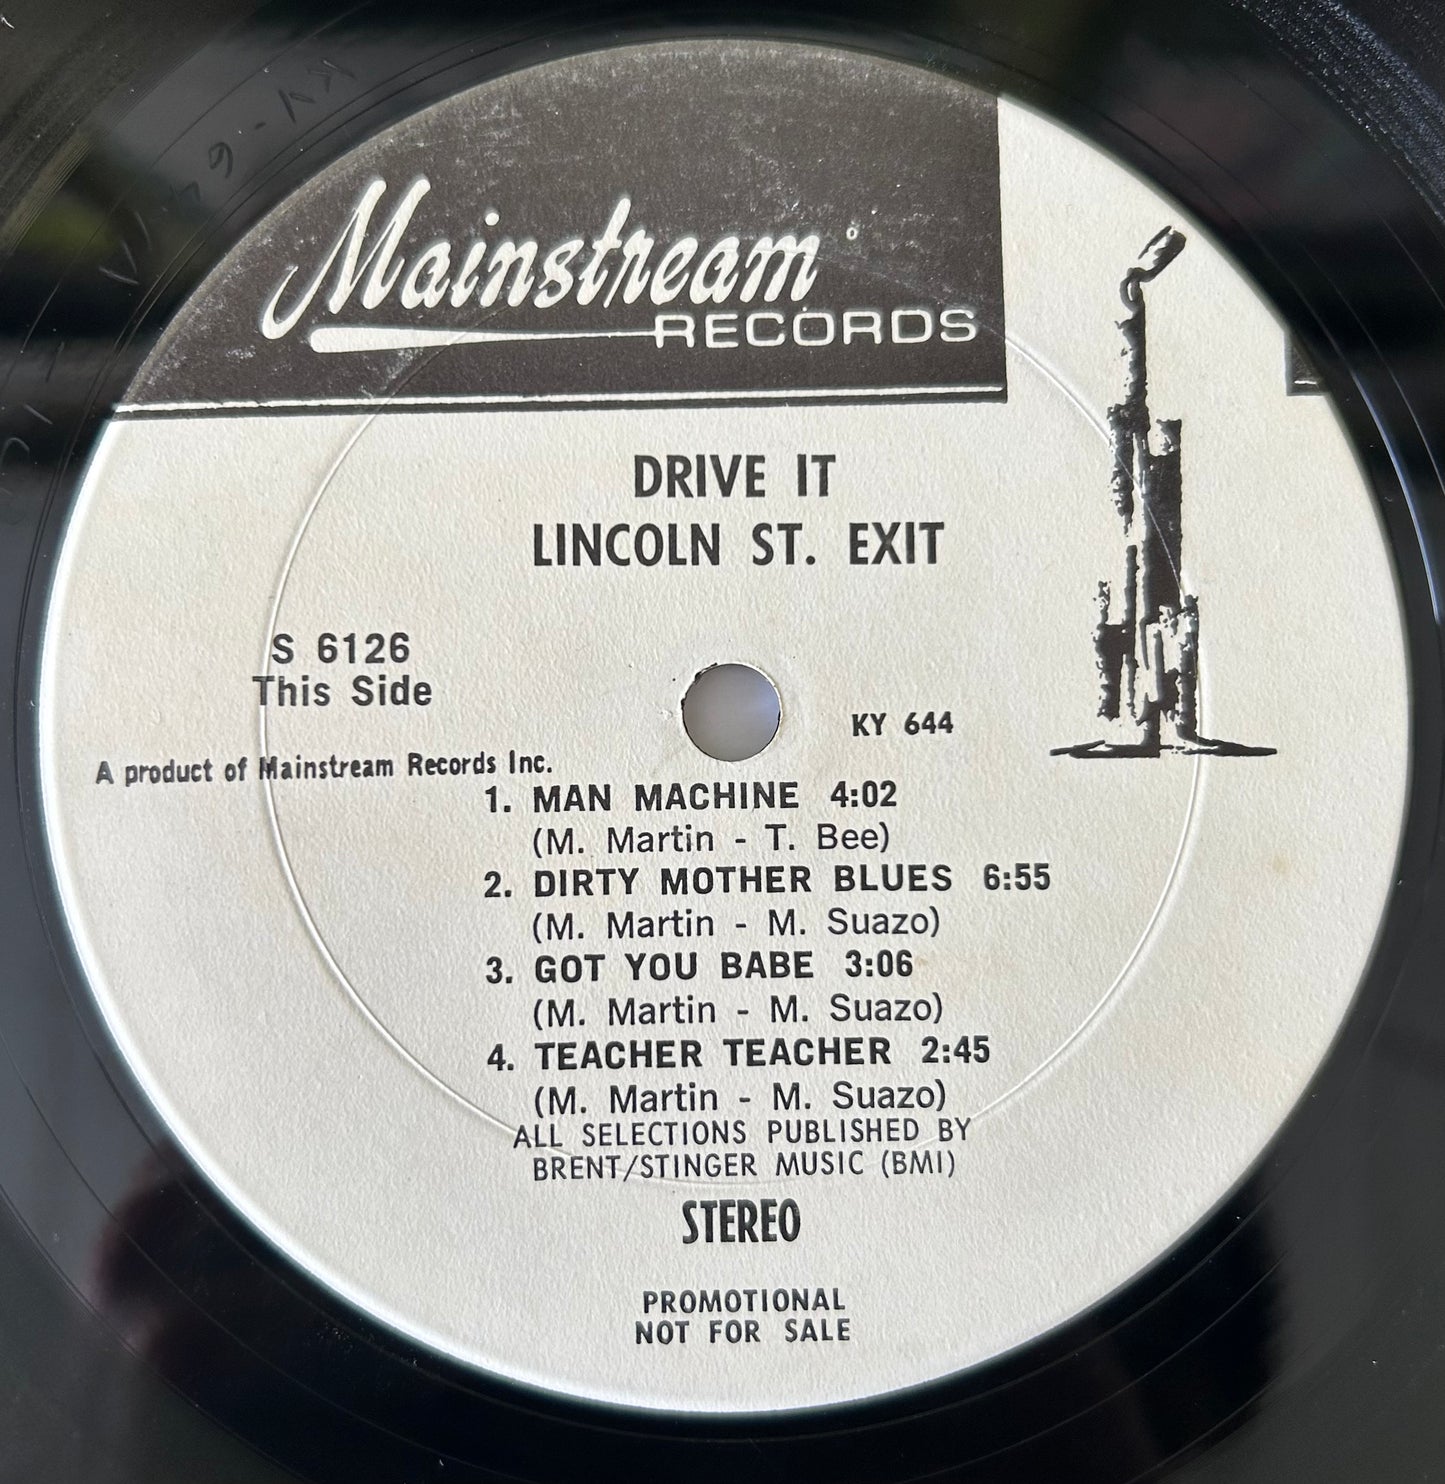 Mainstream
RECORDS
DRIVE IT
LINCOLN ST. EXIT
S 6126
This Side
KY 644
A product of Mainstream Records Inc.
1. MAN MACHINE 4:02
(M. Martin - T. Bee)
2. DIRTY MOTHER BLUES 6:55
(M. Martin - M. Suazo)
3. GOT YOU BABE 3:06
(M. Martin - M. Suazo)
4. TEACHER TEACHER 2:45
(M. Martin - M. Suazo)
ALL SELECTIONS PUBLISHED BY
BRENT/STINGER MUSIC (BMI)
STEREO
PROMOTIONAL
NOT FOR SALE